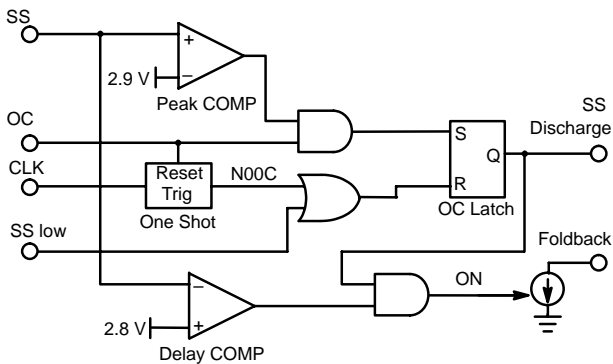 SS
+
2.9 V
−
Peak COMP
SS
Discharge
OC
S
Q
CLK
Reset
Trig
N00C
R
One Shot
OC Latch
SS low
Foldback
−
ON
2.8 V
+
Delay COMP